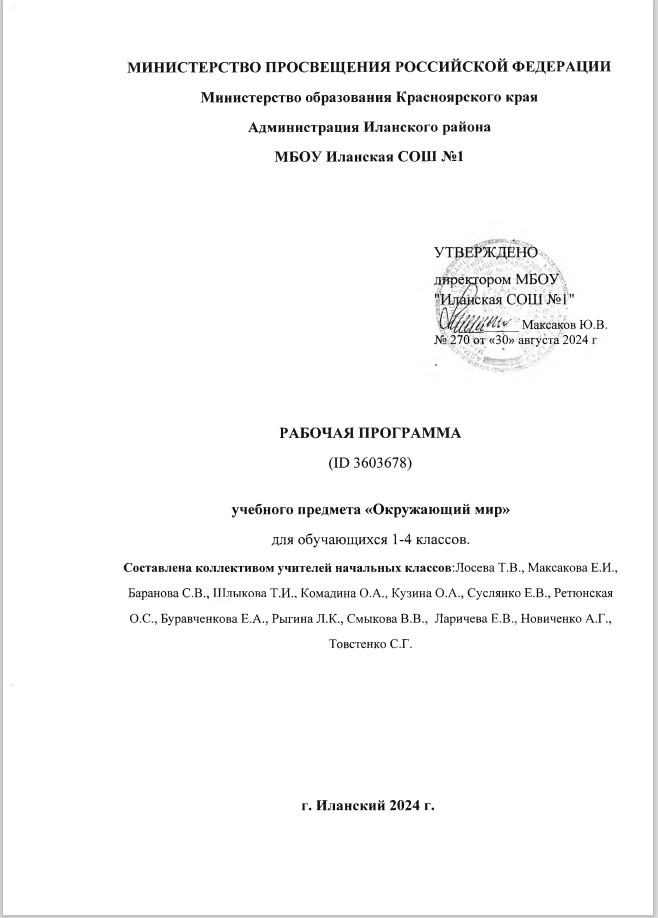 МИНИСТЕРСТВО ПРОСВЕЩЕНИЯ РОССИЙСКОЙ ФЕДЕРАЦИИ
Министерство образования Красноярского края
Администрация Иланского района
МБОУ Иланская СОШ №1
УТВЕРЖДЕНО
директором МБОУ
"Иланская СОШ №1"
Максаков Ю.В.
№ 270 от «30» августа 2024 г
.
РАБОЧАЯ ПРОГРАММА
(ID 3603678)
учебного предмета «Окружающий мир»
для обучающихся 1-4 классов.
Составлена коллективом учителей начальных классов:Лосева Т.В., Максакова Е.И.,
Баранова С.В., Шлыкова Т.И., Комадина О.А., Кузина О.А., Суслянко Е.В., Ретюнская
О.С., Буравченкова Е.А., Рыгина Л.К., Смыкова В.В., Ларичева Е.В., Новиченко А.Г.,
Товстенко С.Г.
г. Иланский 2024 г.